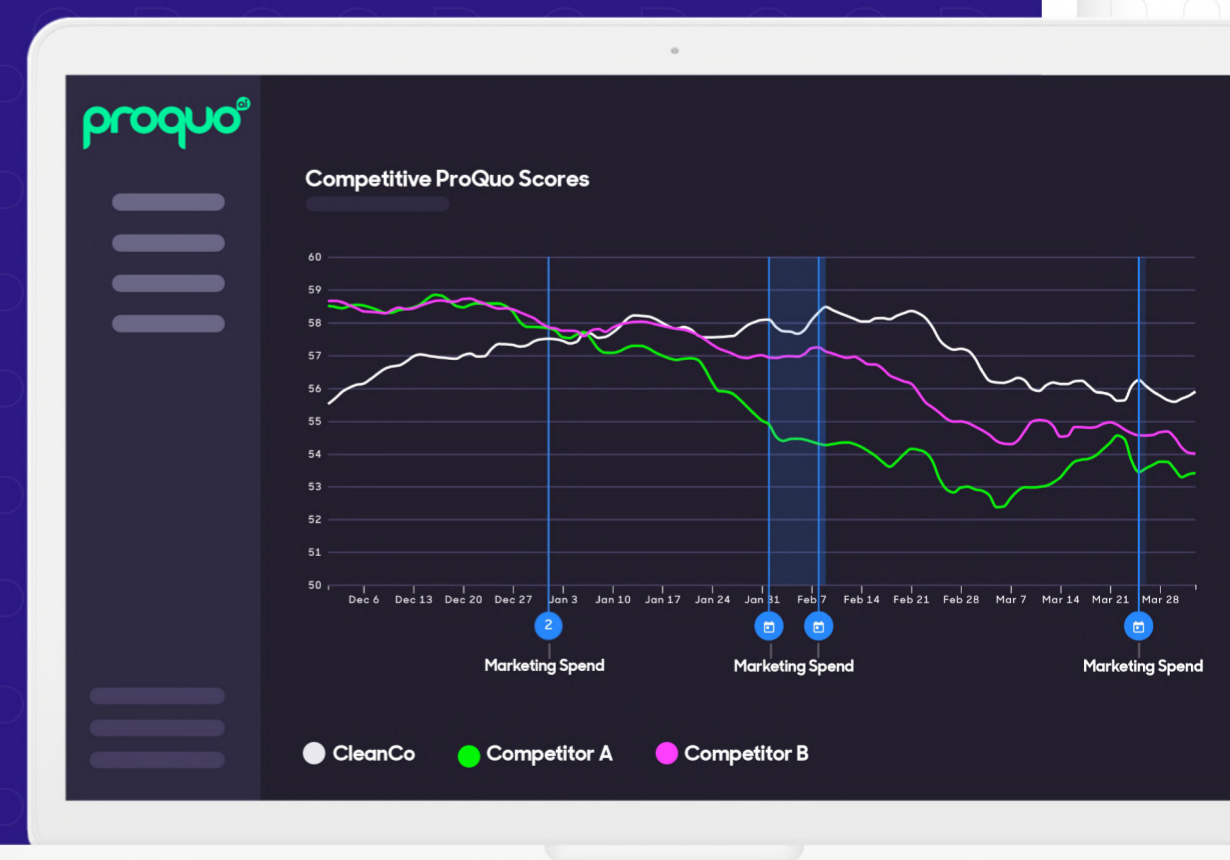 proquo ai
Competitive ProQuo Scores
60
59
58
57
56
55
54
53
52
51
50
Dec 6 Dec 13 Dec 20 Dec 27 Jan 3 Jan 10 Jan 17 Jan 24 Jan 31 Feb 7 Feb 14 Feb 21 Feb 28 Mar 7 Mar 14 Mar 21 Mar 28
2
Marketing Spend Marketing Spend Marketing Spend
CleanCo Competitor A Competitor B